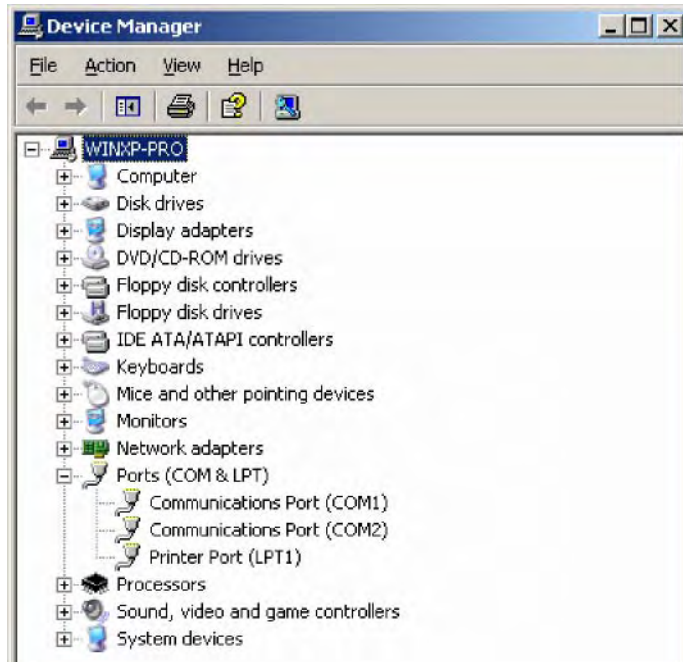 Device Manager
File Action View Help
WINXP-PRO
Computer
Disk drives
Display adapters
DVD/CD-ROM drives
Floppy disk controllers
Floppy disk drives
IDE ATA/ATAPI controllers
Keyboards
Mice and other pointing devices
Monitors
Network adapters
Ports (COM & LPT)
Communications Port (COM1)
Communications Port (COM2)
Printer Port (LPT1)
Processors
Sound, video and game controllers
System devices